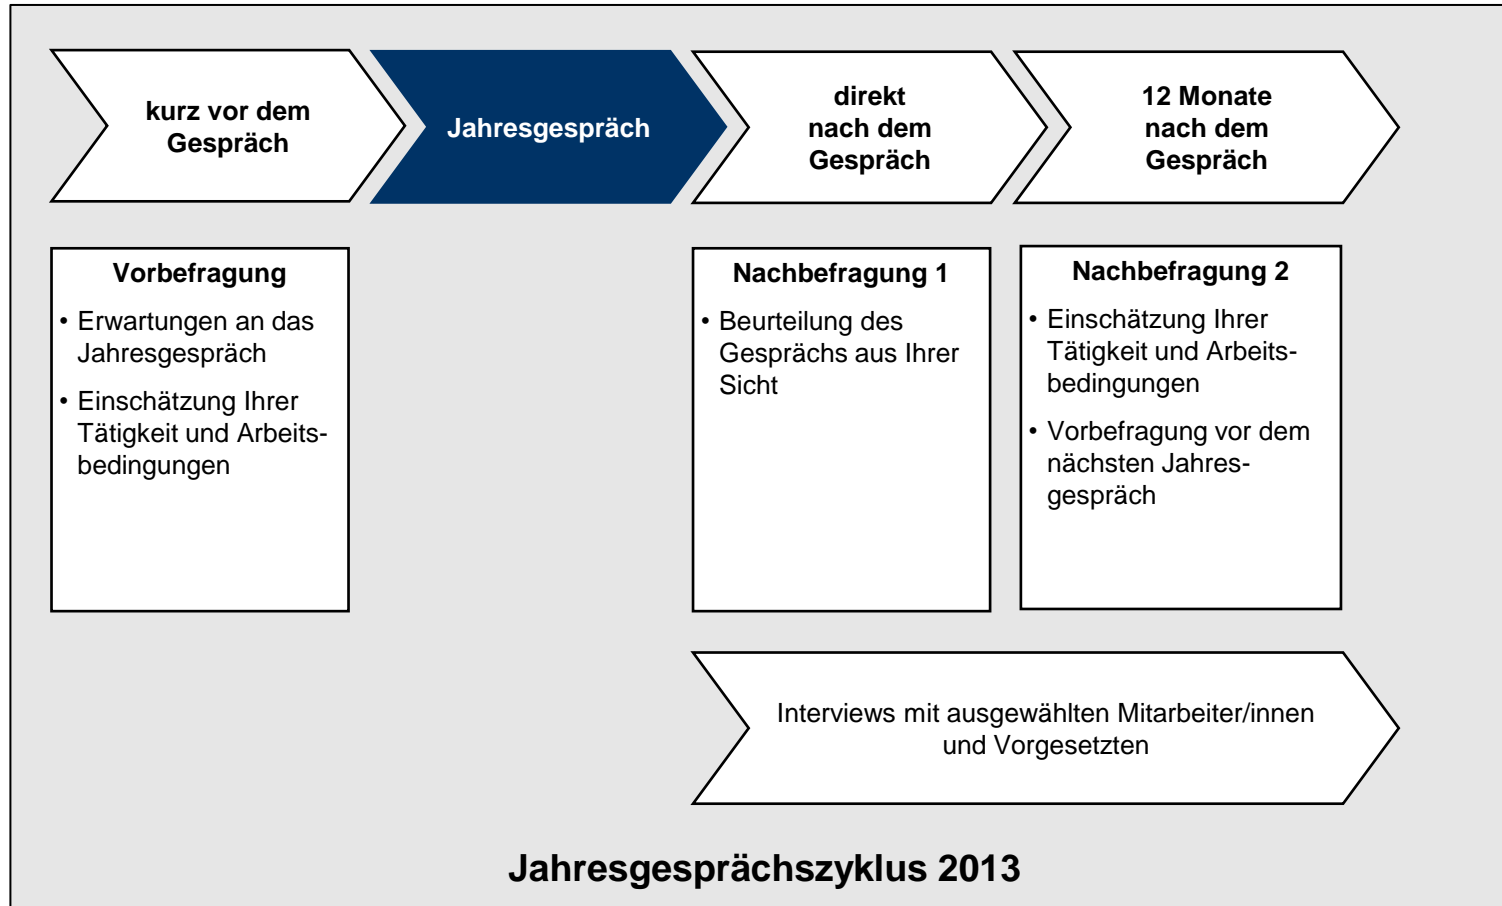 kurz vor dem
Gespräch
Jahresgespräch
direkt
nach dem
Gespräch
12 Monate
nach dem
Gespräch
Vorbefragung
• Erwartungen an das
Jahresgespräch
• Einschätzung Ihrer
Tätigkeit und Arbeits-
bedingungen
Nachbefragung 1
• Beurteilung des
Gesprächs aus Ihrer
Sicht
Nachbefragung 2
• Einschätzung Ihrer
Tätigkeit und Arbeits-
bedingungen
• Vorbefragung vor dem
nächsten Jahres-
gespräch
Interviews mit ausgewählten Mitarbeiter/innen
und Vorgesetzten
Jahresgesprächszyklus 2013